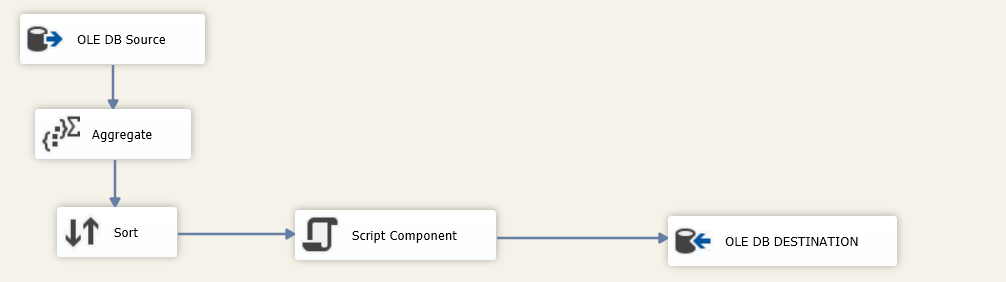 OLE DB Source
Aggregate
Sort
Script Component
OLE DB DESTINATION